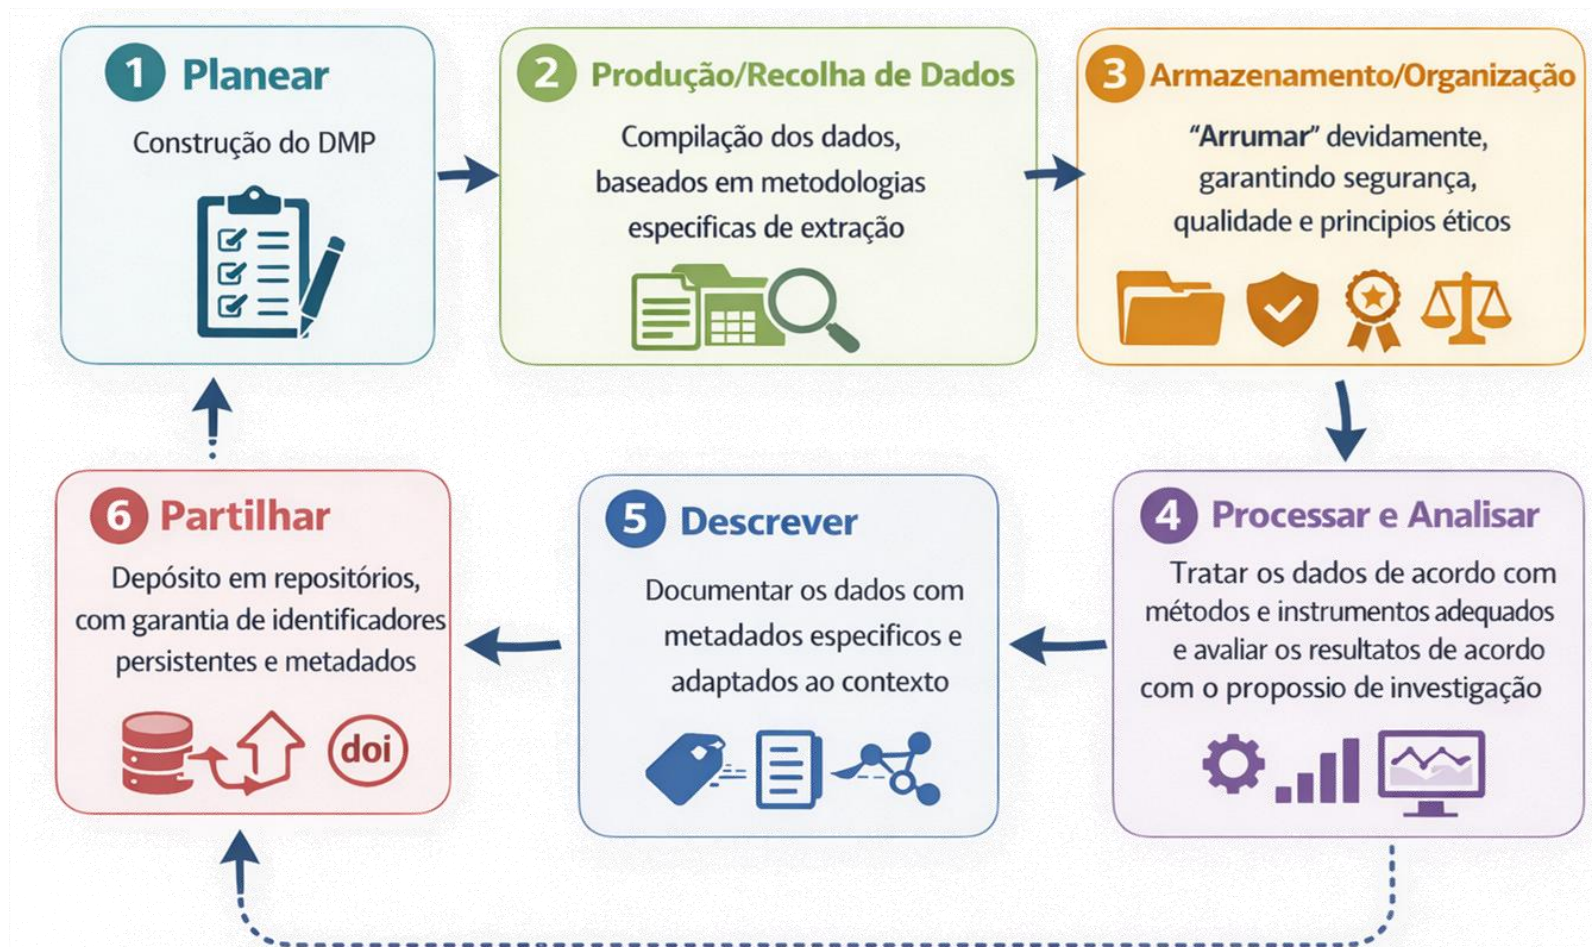 1 Planear
Construção do DMP
2 Produção/Recolha de Dados
Compilação dos dados,
baseados em metodologias
específicas de extração
3 Armazenamento/Organização
“Arrumar” devidamente,
garantindo segurança,
qualidade e principios éticos
4 Processar e Analisar
Tratar os dados de acordo com
métodos e instrumentos adequados
e avaliar os resultados de acordo
com o propossio de investigação
5 Descrever
Documentar os dados com
metadados específicos e
adaptados ao contexto
6 Partilhar
Depósito em repositórios,
com garantia de identificadores
persistentes e metadados
doi